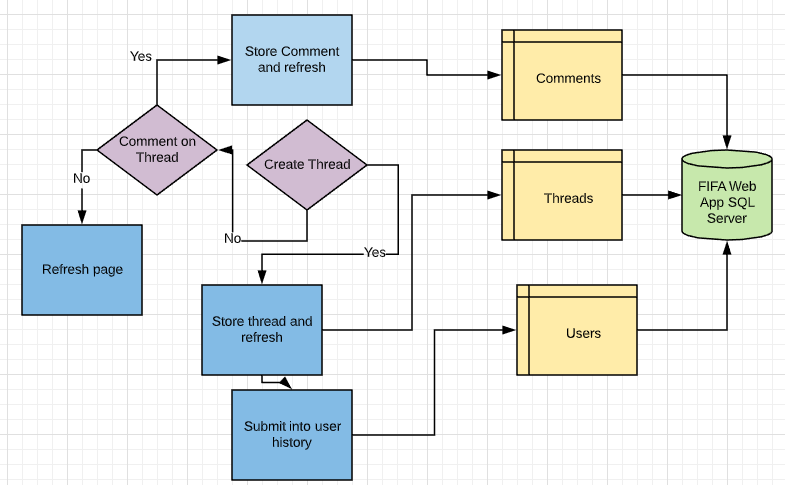 Yes
Store Comment
and refresh
Comments
Comment on
Thread
Create Thread
No
FIFA Web
App SQL
Server
Threads
No
Yes
Refresh page
Store thread and
refresh
Users
Submit into user
history